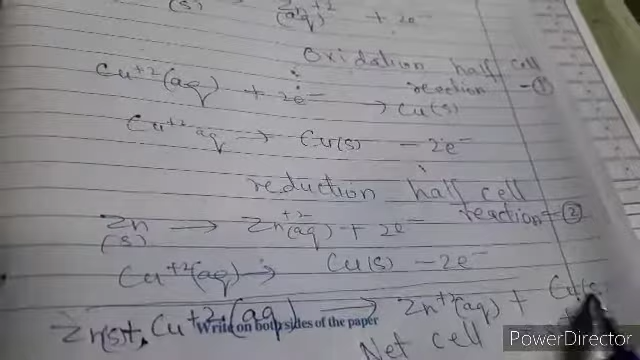 (s) Zn+2 (aq) + 2e-
Oxidation half cell
reaction -①
Cu+2(aq) + 2e- → Cu(s)
Cu+2 aq → Cu(s) - 2e-
reduction half cell
reaction -②
Zn (s) → Zn+2(aq) + 2e-
Cu+2(aq) → Cu(s) - 2e-
Zn(s)+ Cu+2(aq) → Zn+2(aq) + Cu(s)
Write on both sides of the paper
Net cell
PowerDirector